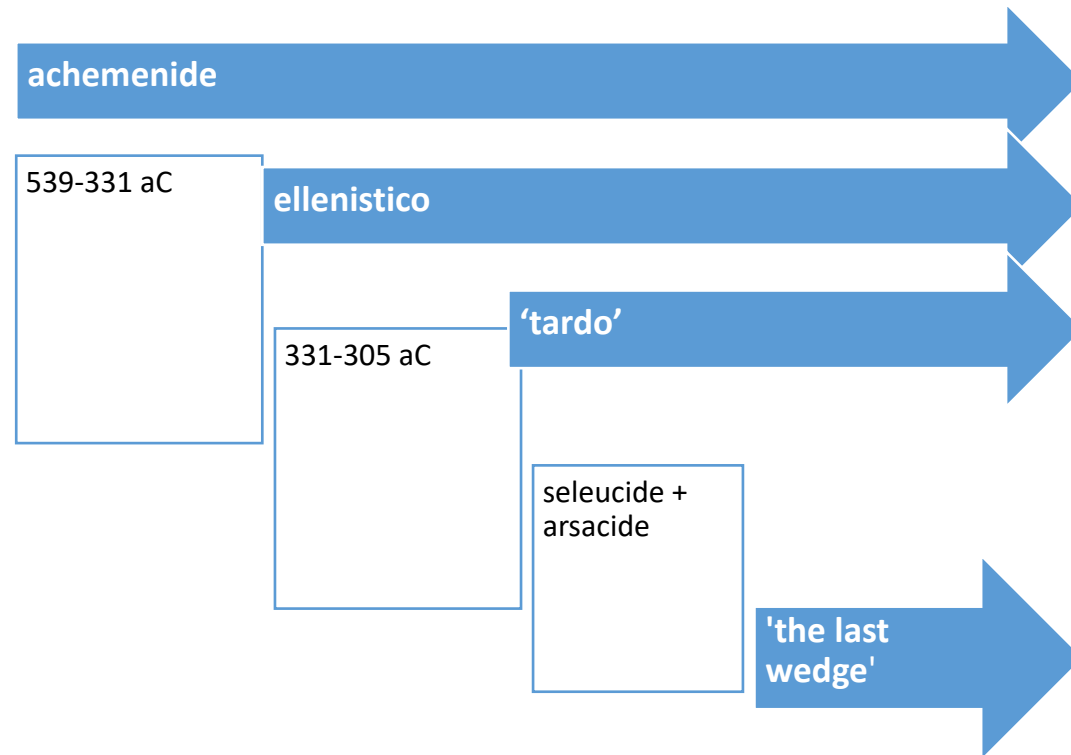 achemenide
539-331 aC
ellenistico
331-305 aC
‘tardo’
seleucide +
arsacide
'the last
wedge'